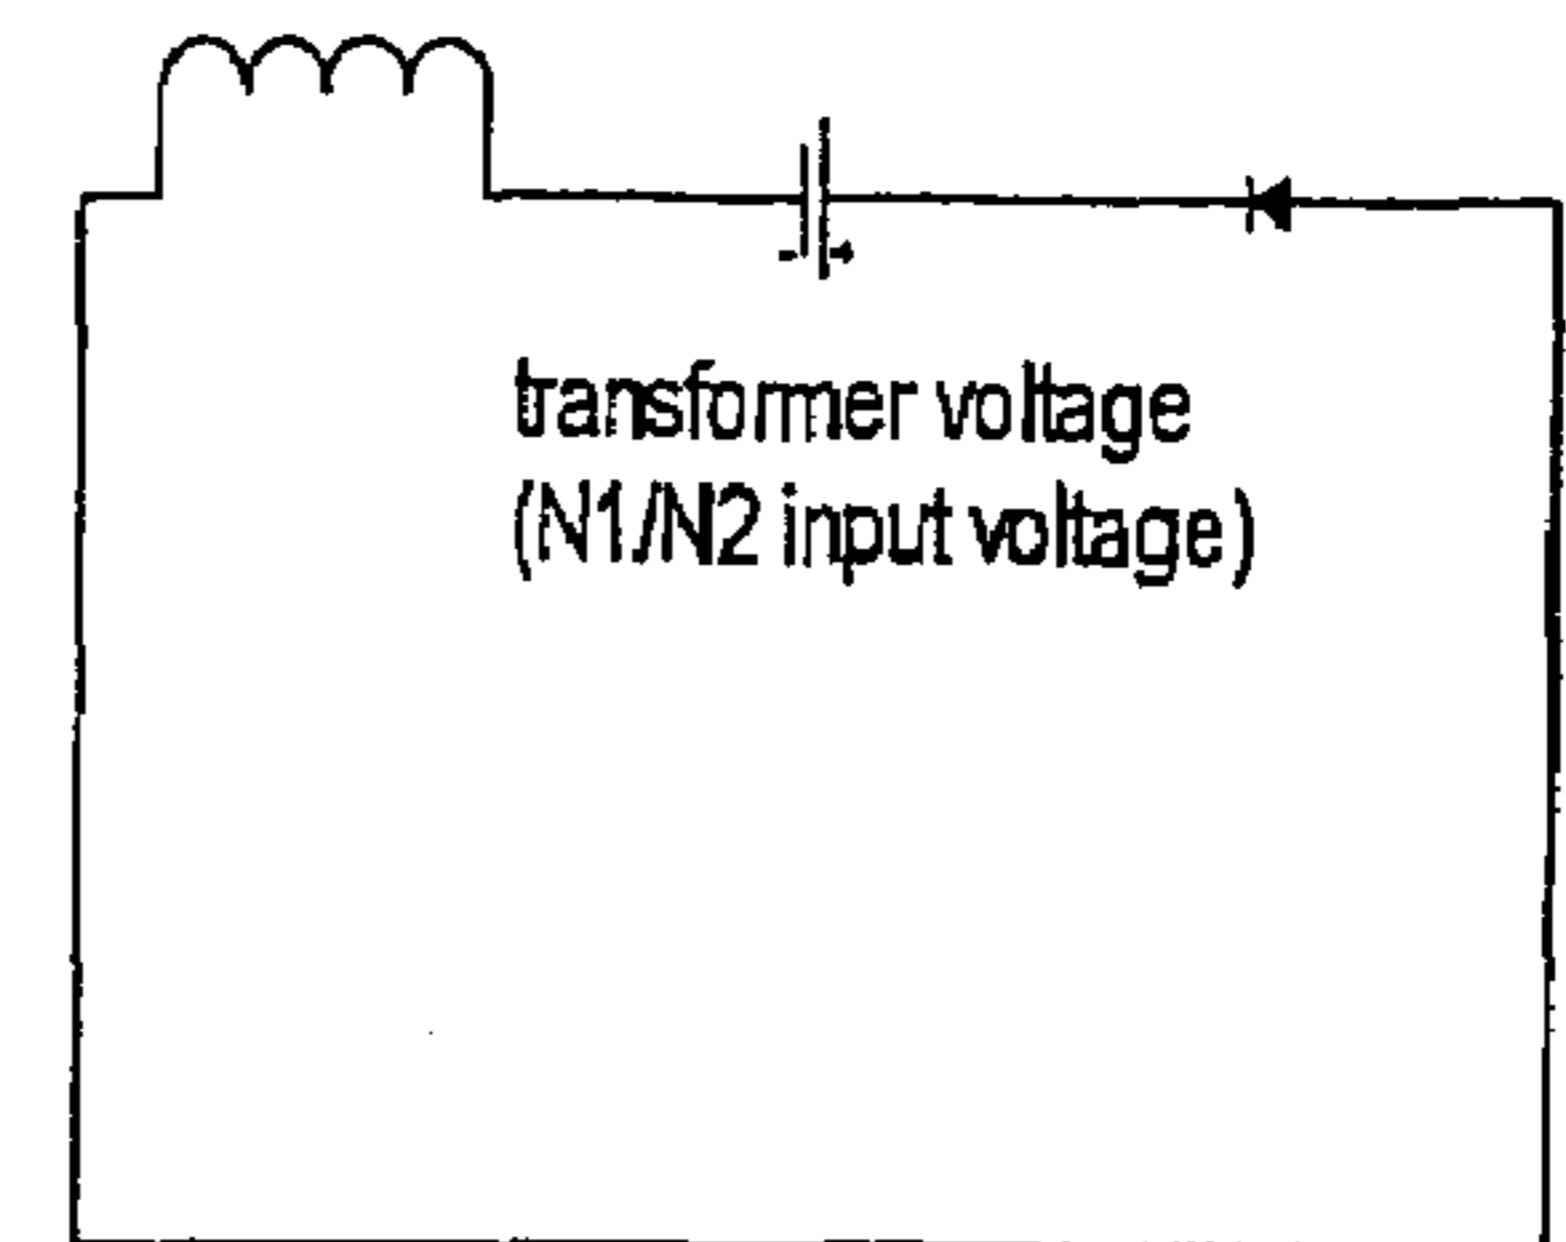 - +
transformer voltage
(N1/N2 input voltage)